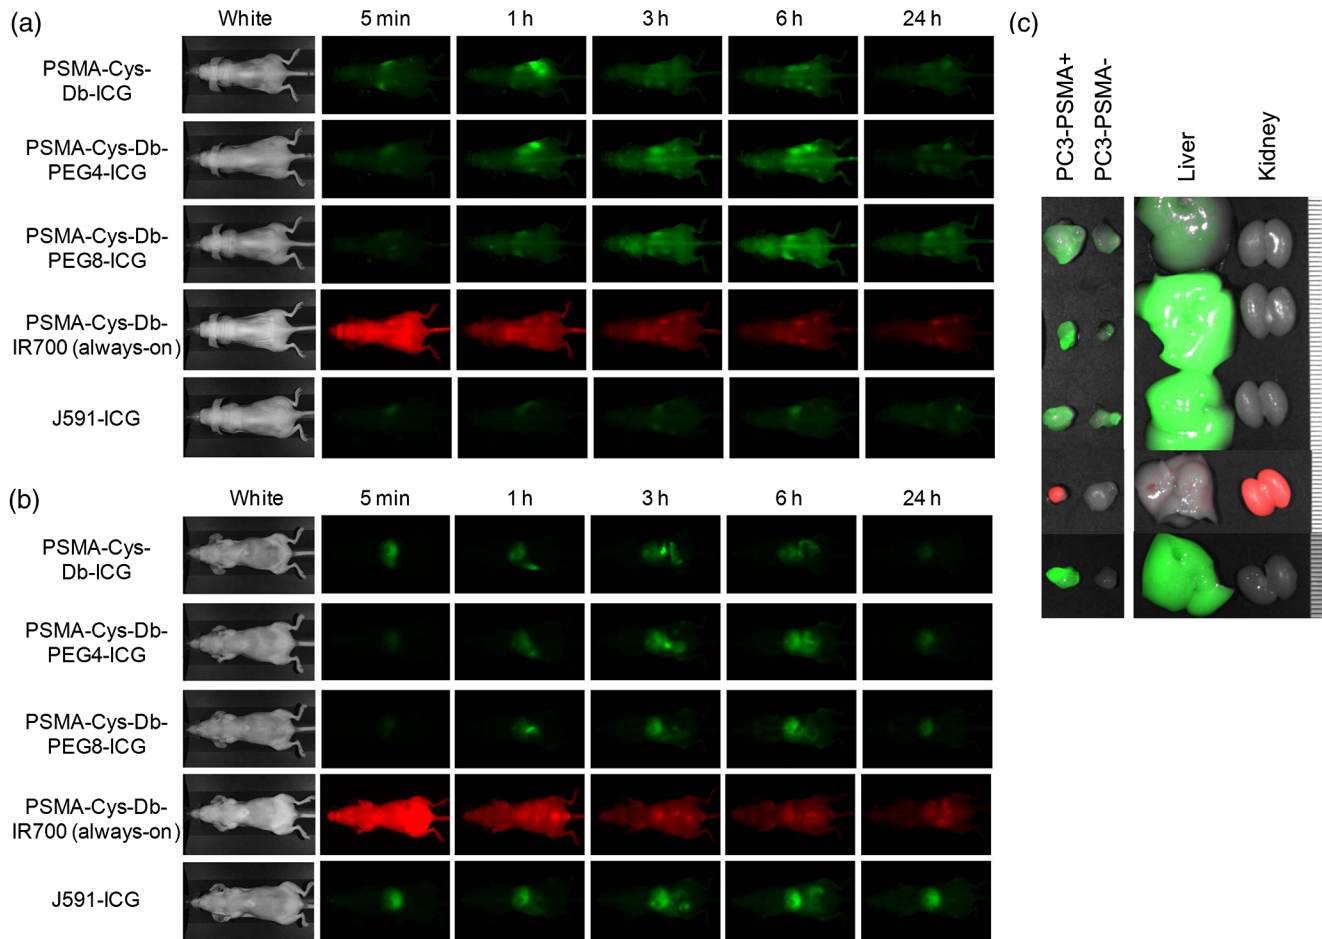 (a)
White 5 min 1 h 3 h 6 h 24 h
PSMA-Cys-
Db-ICG
PSMA-Cys-Db-
PEG4-ICG
PSMA-Cys-Db-
PEG8-ICG
PSMA-Cys-Db-
IR700 (always-on)
J591-ICG
(b)
White 5 min 1 h 3 h 6 h 24 h
PSMA-Cys-
Db-ICG
PSMA-Cys-Db-
PEG4-ICG
PSMA-Cys-Db-
PEG8-ICG
PSMA-Cys-Db-
IR700 (always-on)
J591-ICG
(c)
PC3-PSMA+
PC3-PSMA-
Liver
Kidney